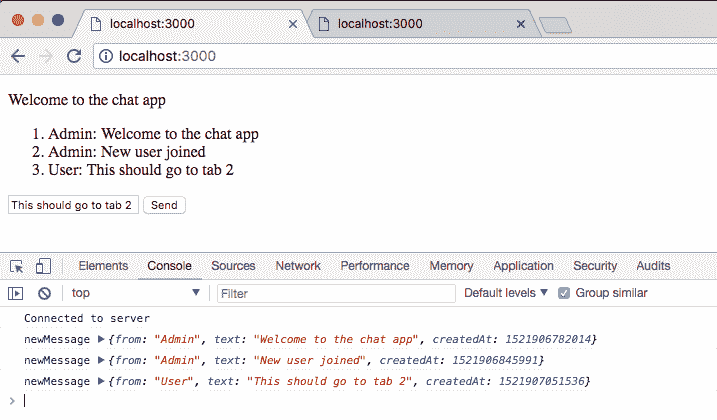 localhost:3000 localhost:3000
localhost:3000
Welcome to the chat app
1. Admin: Welcome to the chat app
2. Admin: New user joined
3. User: This should go to tab 2
This should go to tab 2 Send
Elements Console Sources Network Performance Memory Application Security Audits
top Filter Default levels Group similar
Connected to server
newMessage {from: "Admin", text: "Welcome to the chat app", createdAt: 1521906782014}
newMessage {from: "Admin", text: "New user joined", createdAt: 1521906845991}
newMessage {from: "User", text: "This should go to tab 2", createdAt: 1521907051536}